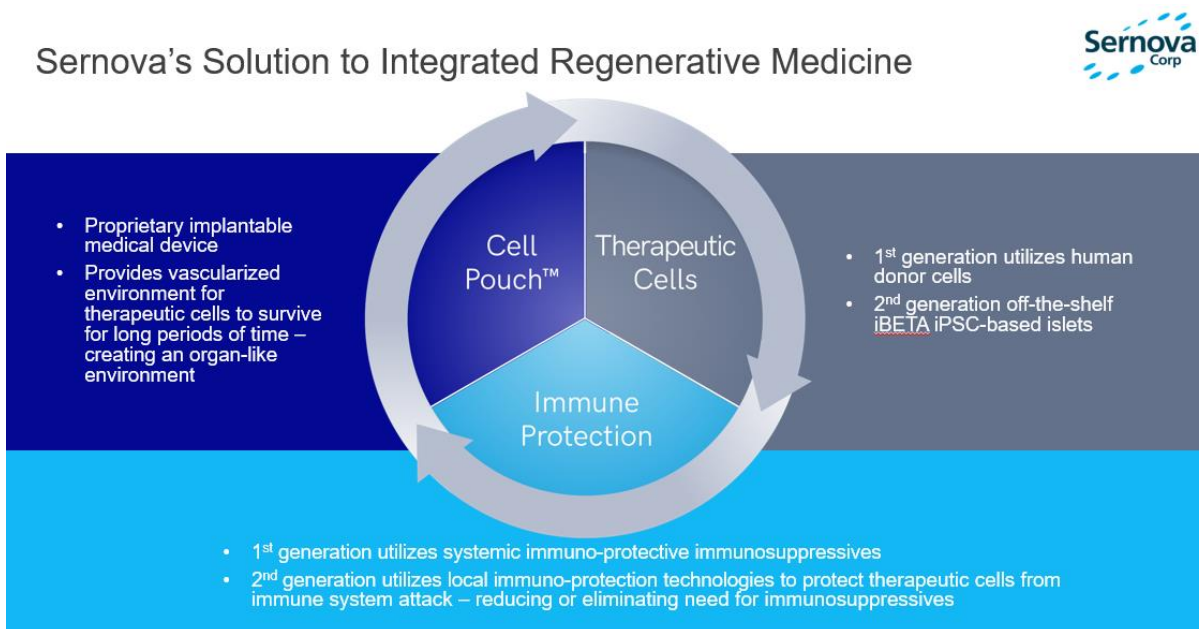 Sernova Corp
Sernova's Solution to Integrated Regenerative Medicine
• Proprietary implantable
medical device
• Provides vascularized
environment for
therapeutic cells to survive
for long periods of time –
creating an organ-like
environment
Cell
Pouch™
Therapeutic
Cells
Immune
Protection
• 1st generation utilizes human
donor cells
• 2nd generation off-the-shelf
iBETA iPSC-based islets
• 1st generation utilizes systemic immuno-protective immunosuppressives
• 2nd generation utilizes local immuno-protection technologies to protect therapeutic cells from
immune system attack – reducing or eliminating need for immunosuppressives